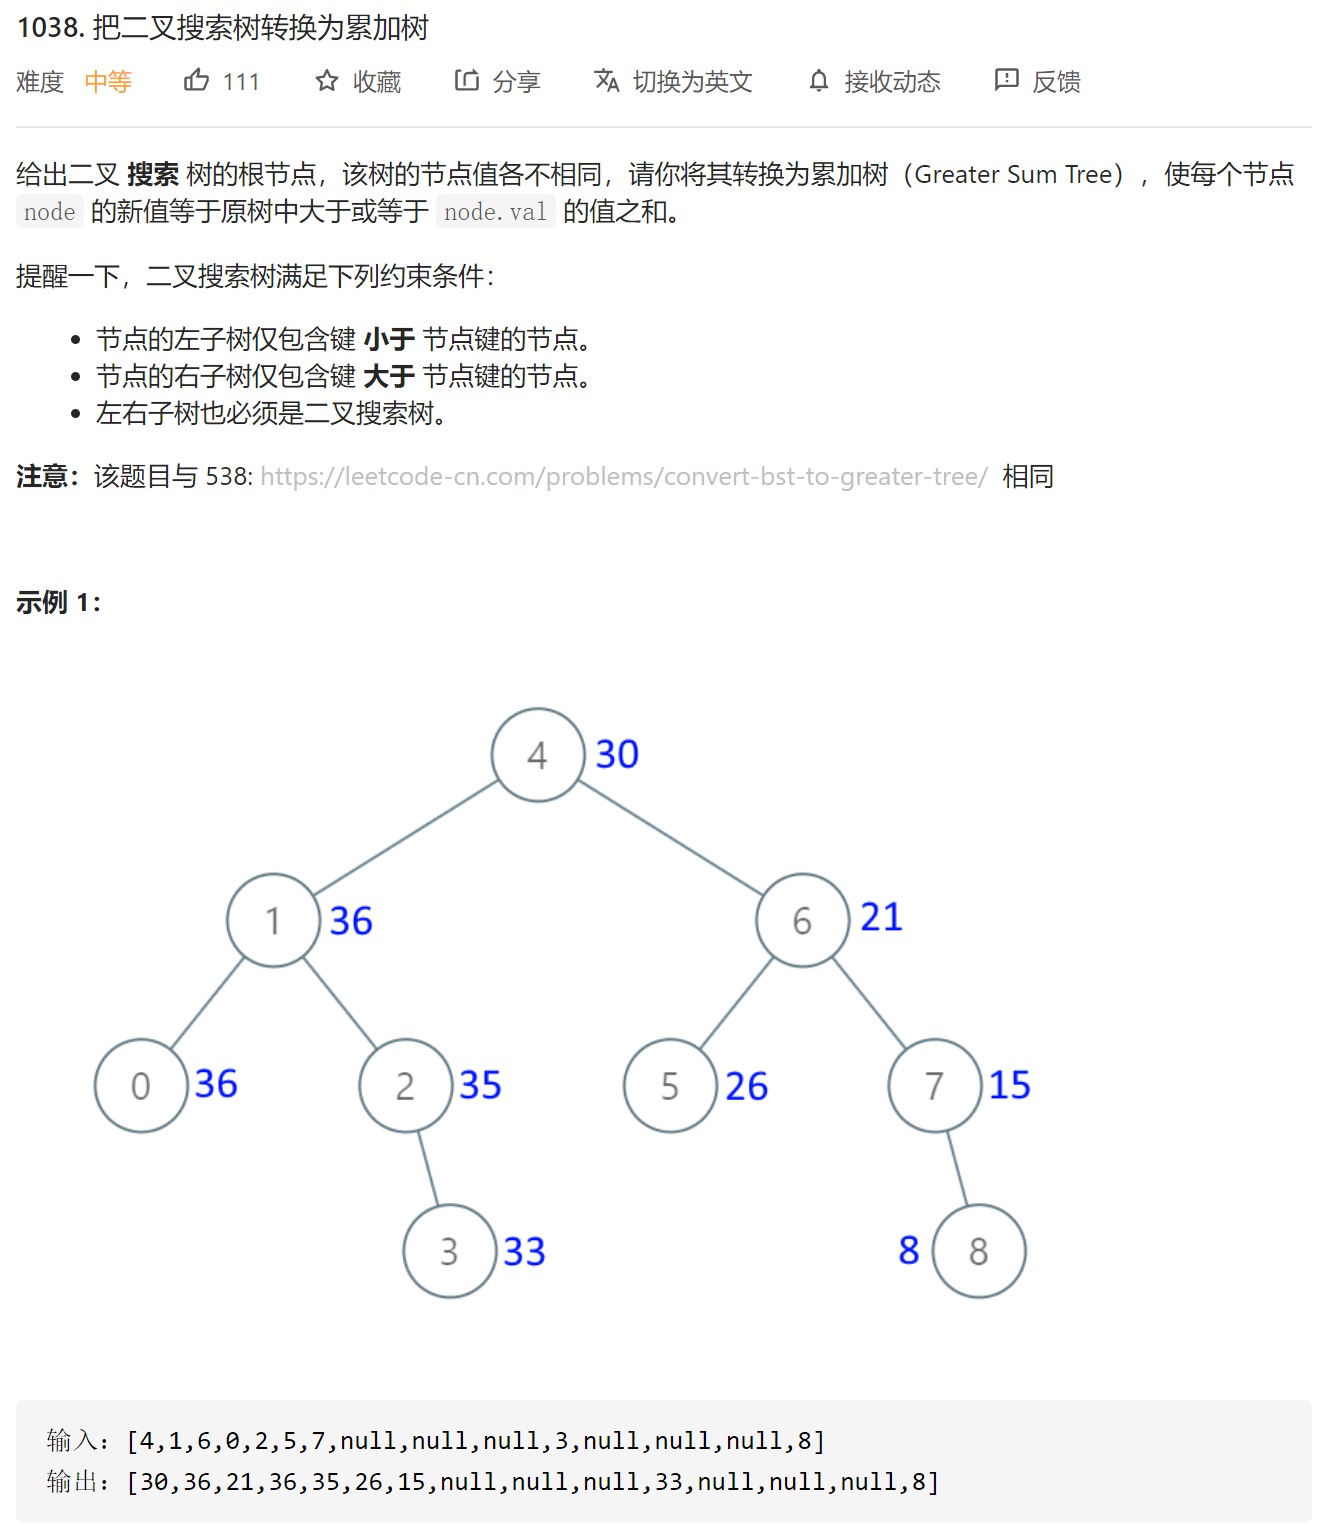 1038. 把二叉搜索树转换为累加树
难度 中等 111 收藏 分享 切换为英文 接收动态 反馈
给出二叉 搜索 树的根节点，该树的节点值各不相同，请你将其转换为累加树（Greater Sum Tree），使每个节点
node 的新值等于原树中大于或等于 node.val 的值之和。
提醒一下，二叉搜索树满足下列约束条件：
节点的左子树仅包含键 小于 节点键的节点。
节点的右子树仅包含键 大于 节点键的节点。
左右子树也必须是二叉搜索树。
注意：该题目与 538: https://leetcode-cn.com/problems/convert-bst-to-greater-tree/ 相同
示例 1：
4 30
1 36 6 21
0 36 2 35 5 26 7 15
3 33 8 8
输入：[4,1,6,0,2,5,7,null,null,null,3,null,null,null,8]
输出：[30,36,21,36,35,26,15,null,null,null,33,null,null,null,8]